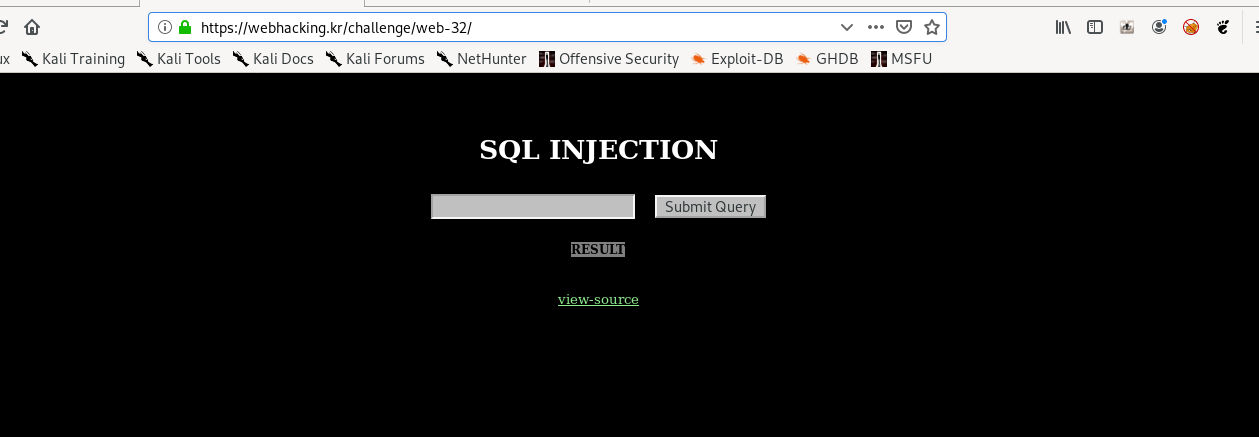 https://webhacking.kr/challenge/web-32/
ux Kali Training Kali Tools Kali Docs Kali Forums NetHunter Offensive Security Exploit-DB GHDB MSFU
SQL INJECTION
Submit Query
RESULT
view-source